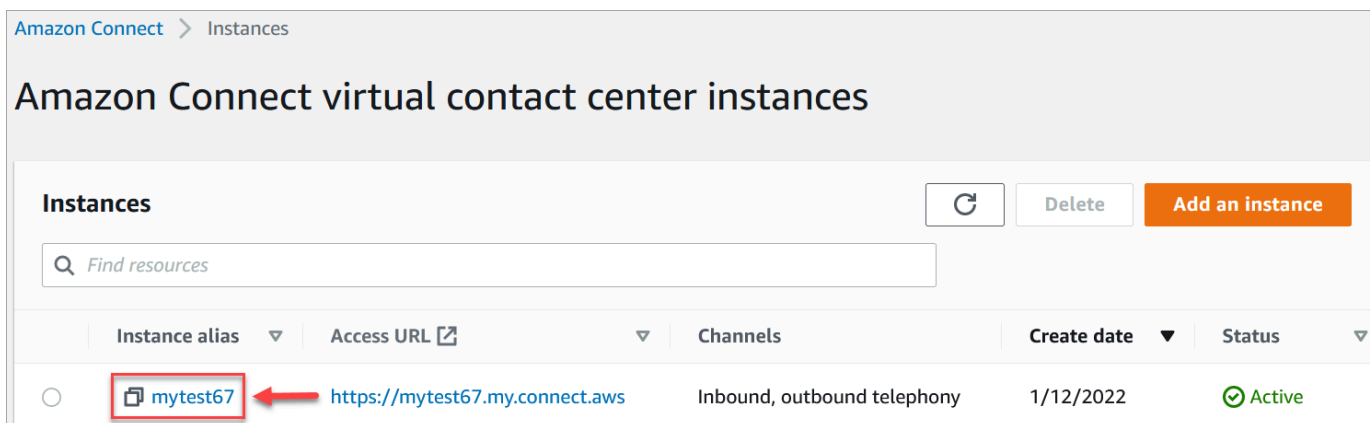 Amazon Connect > Instances
Amazon Connect virtual contact center instances
Instances
Delete
Add an instance
Find resources
Instance alias Access URL Channels Create date Status
mytest67 https://mytest67.my.connect.aws Inbound, outbound telephony 1/12/2022 Active